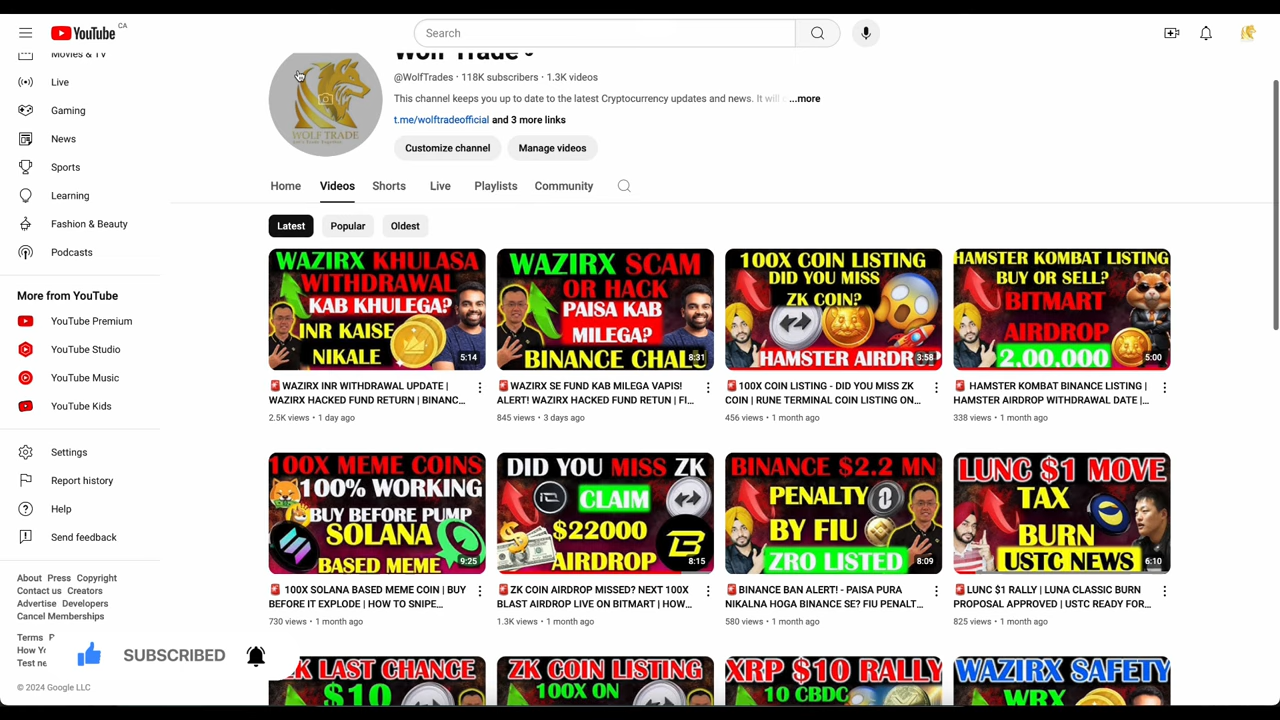 YouTube CA
Search
Movies & TV
Live
Gaming
News
Sports
Learning
Fashion & Beauty
Podcasts
More from YouTube
YouTube Premium
YouTube Studio
YouTube Music
YouTube Kids
Settings
Report history
Help
Send feedback
About Press Copyright
Contact us Creators
Advertise Developers
Cancel Memberships
Terms P
How Yo
Test ne
© 2024 Google LLC
SUBSCRIBED
WOLF TRADE
Wolf Trade
@WolfTrades · 118K subscribers · 1.3K videos
This channel keeps you up to date to the latest Cryptocurrency updates and news. It will ...more
t.me/wolftradeofficial and 3 more links
Customize channel
Manage videos
Home
Videos
Shorts
Live
Playlists
Community
Latest
Popular
Oldest
WAZIRX KHULASA
WITHDRAWAL
KAB KHULEGA?
INR KAISE
NIKALE
5:14
🚨WAZIRX INR WITHDRAWAL UPDATE |
WAZIRX HACKED FUND RETURN | BINANC...
2.5K views · 1 day ago
WAZIRX SCAM
OR HACK
PAISA KAB
MILEGA?
BINANCE CHALU
8:31
🚨WAZIRX SE FUND KAB MILEGA VAPIS!
ALERT! WAZIRX HACKED FUND RETUN | FI...
845 views · 3 days ago
100X COIN LISTING
DID YOU MISS
ZK COIN?
HAMSTER AIRDR
3:58
🚨100X COIN LISTING - DID YOU MISS ZK
COIN | RUNE TERMINAL COIN LISTING ON...
456 views · 1 month ago
HAMSTER KOMBAT LISTING
BUY OR SELL?
BITMART
AIRDROP
2,00,000
5:00
🚨 HAMSTER KOMBAT BINANCE LISTING |
HAMSTER AIRDROP WITHDRAWAL DATE |...
338 views · 1 month ago
100X MEME COINS
100% WORKING
BUY BEFORE PUMP
SOLANA
BASED MEME
9:25
🚨 100X SOLANA BASED MEME COIN | BUY
BEFORE IT EXPLODE | HOW TO SNIPE...
730 views · 1 month ago
DID YOU MISS ZK
CLAIM
$22000
AIRDROP
8:15
🚨ZK COIN AIRDROP MISSED? NEXT 100X
BLAST AIRDROP LIVE ON BITMART | HOW...
1.3K views · 1 month ago
BINANCE $2.2 MN
PENALTY
BY FIU
ZRO LISTED
8:09
🚨BINANCE BAN ALERT! - PAISA PURA
NIKALNA HOGA BINANCE SE? FIU PENALT...
580 views · 1 month ago
LUNC $1 MOVE
TAX
BURN
USTC NEWS
6:10
🚨LUNC $1 RALLY | LUNA CLASSIC BURN
PROPOSAL APPROVED | USTC READY FOR...
825 views · 1 month ago
ZK LAST CHANCE
$10
ZK COIN LISTING
100X ON
XRP $10 RALLY
10 CBDC
WAZIRX SAFETY
WRX